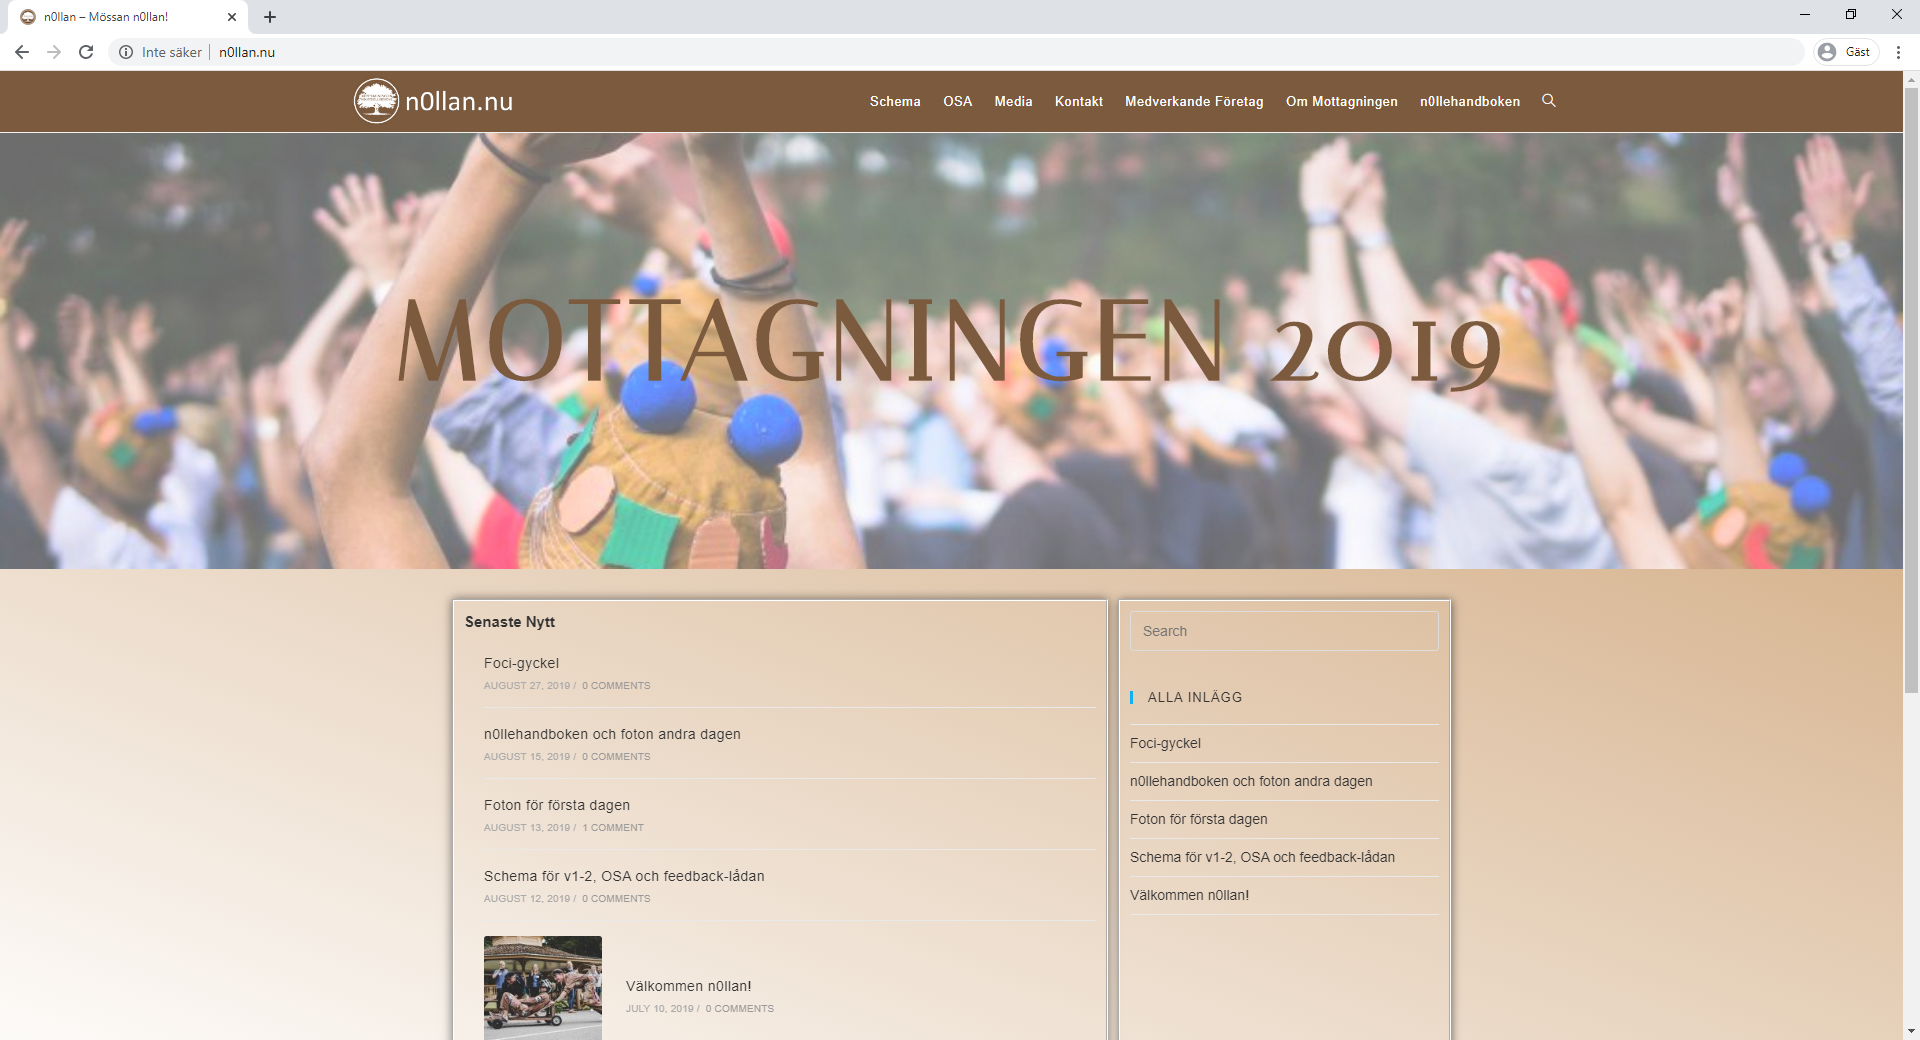 n0llan – Mössan n0llan!
Inte säker
n0llan.nu
Gäst
n0llan.nu
Schema OSA Media Kontakt Medverkande Företag Om Mottagningen n0llehandboken
MOTTAGNINGEN 2019
Senaste Nytt
Foci-gyckel
AUGUST 27, 2019 / 0 COMMENTS
n0llehandboken och foton andra dagen
AUGUST 15, 2019 / 0 COMMENTS
Foton för första dagen
AUGUST 13, 2019 / 1 COMMENT
Schema för v1-2, OSA och feedback-lådan
AUGUST 12, 2019 / 0 COMMENTS
Välkommen n0llan!
JULY 10, 2019 / 0 COMMENTS
Search
ALLA INLÄGG
Foci-gyckel
n0llehandboken och foton andra dagen
Foton för första dagen
Schema för v1-2, OSA och feedback-lådan
Välkommen n0llan!